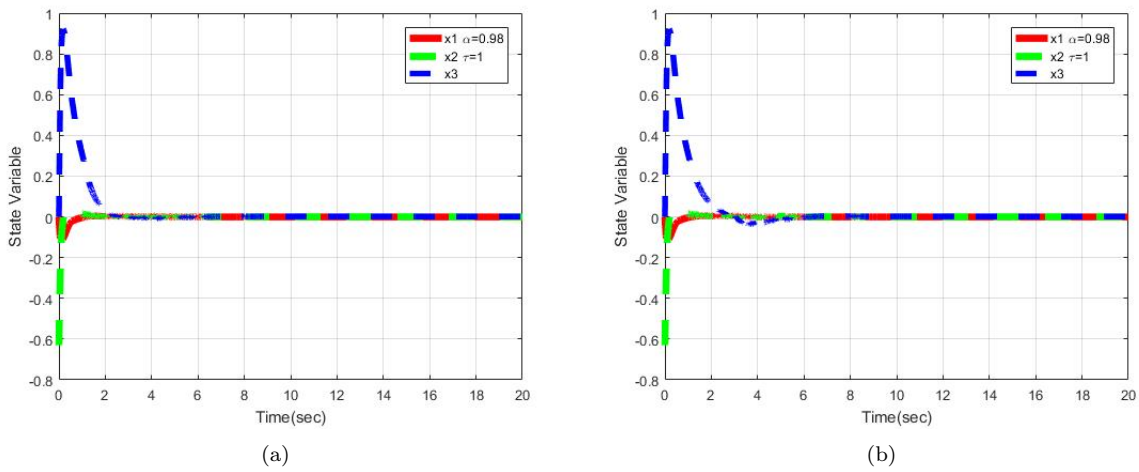 1
0.8
0.6
0.4
0.2
0
-0.2
-0.4
-0.6
-0.8
State Variable
0 2 4 6 8 10 12 14 16 18 20
Time(sec)
x1 α=0.98
x2 τ=1
x3
(a)
1
0.8
0.6
0.4
0.2
0
-0.2
-0.4
-0.6
-0.8
State Variable
0 2 4 6 8 10 12 14 16 18 20
Time(sec)
x1 α=0.98
x2 τ=1
x3
(b)